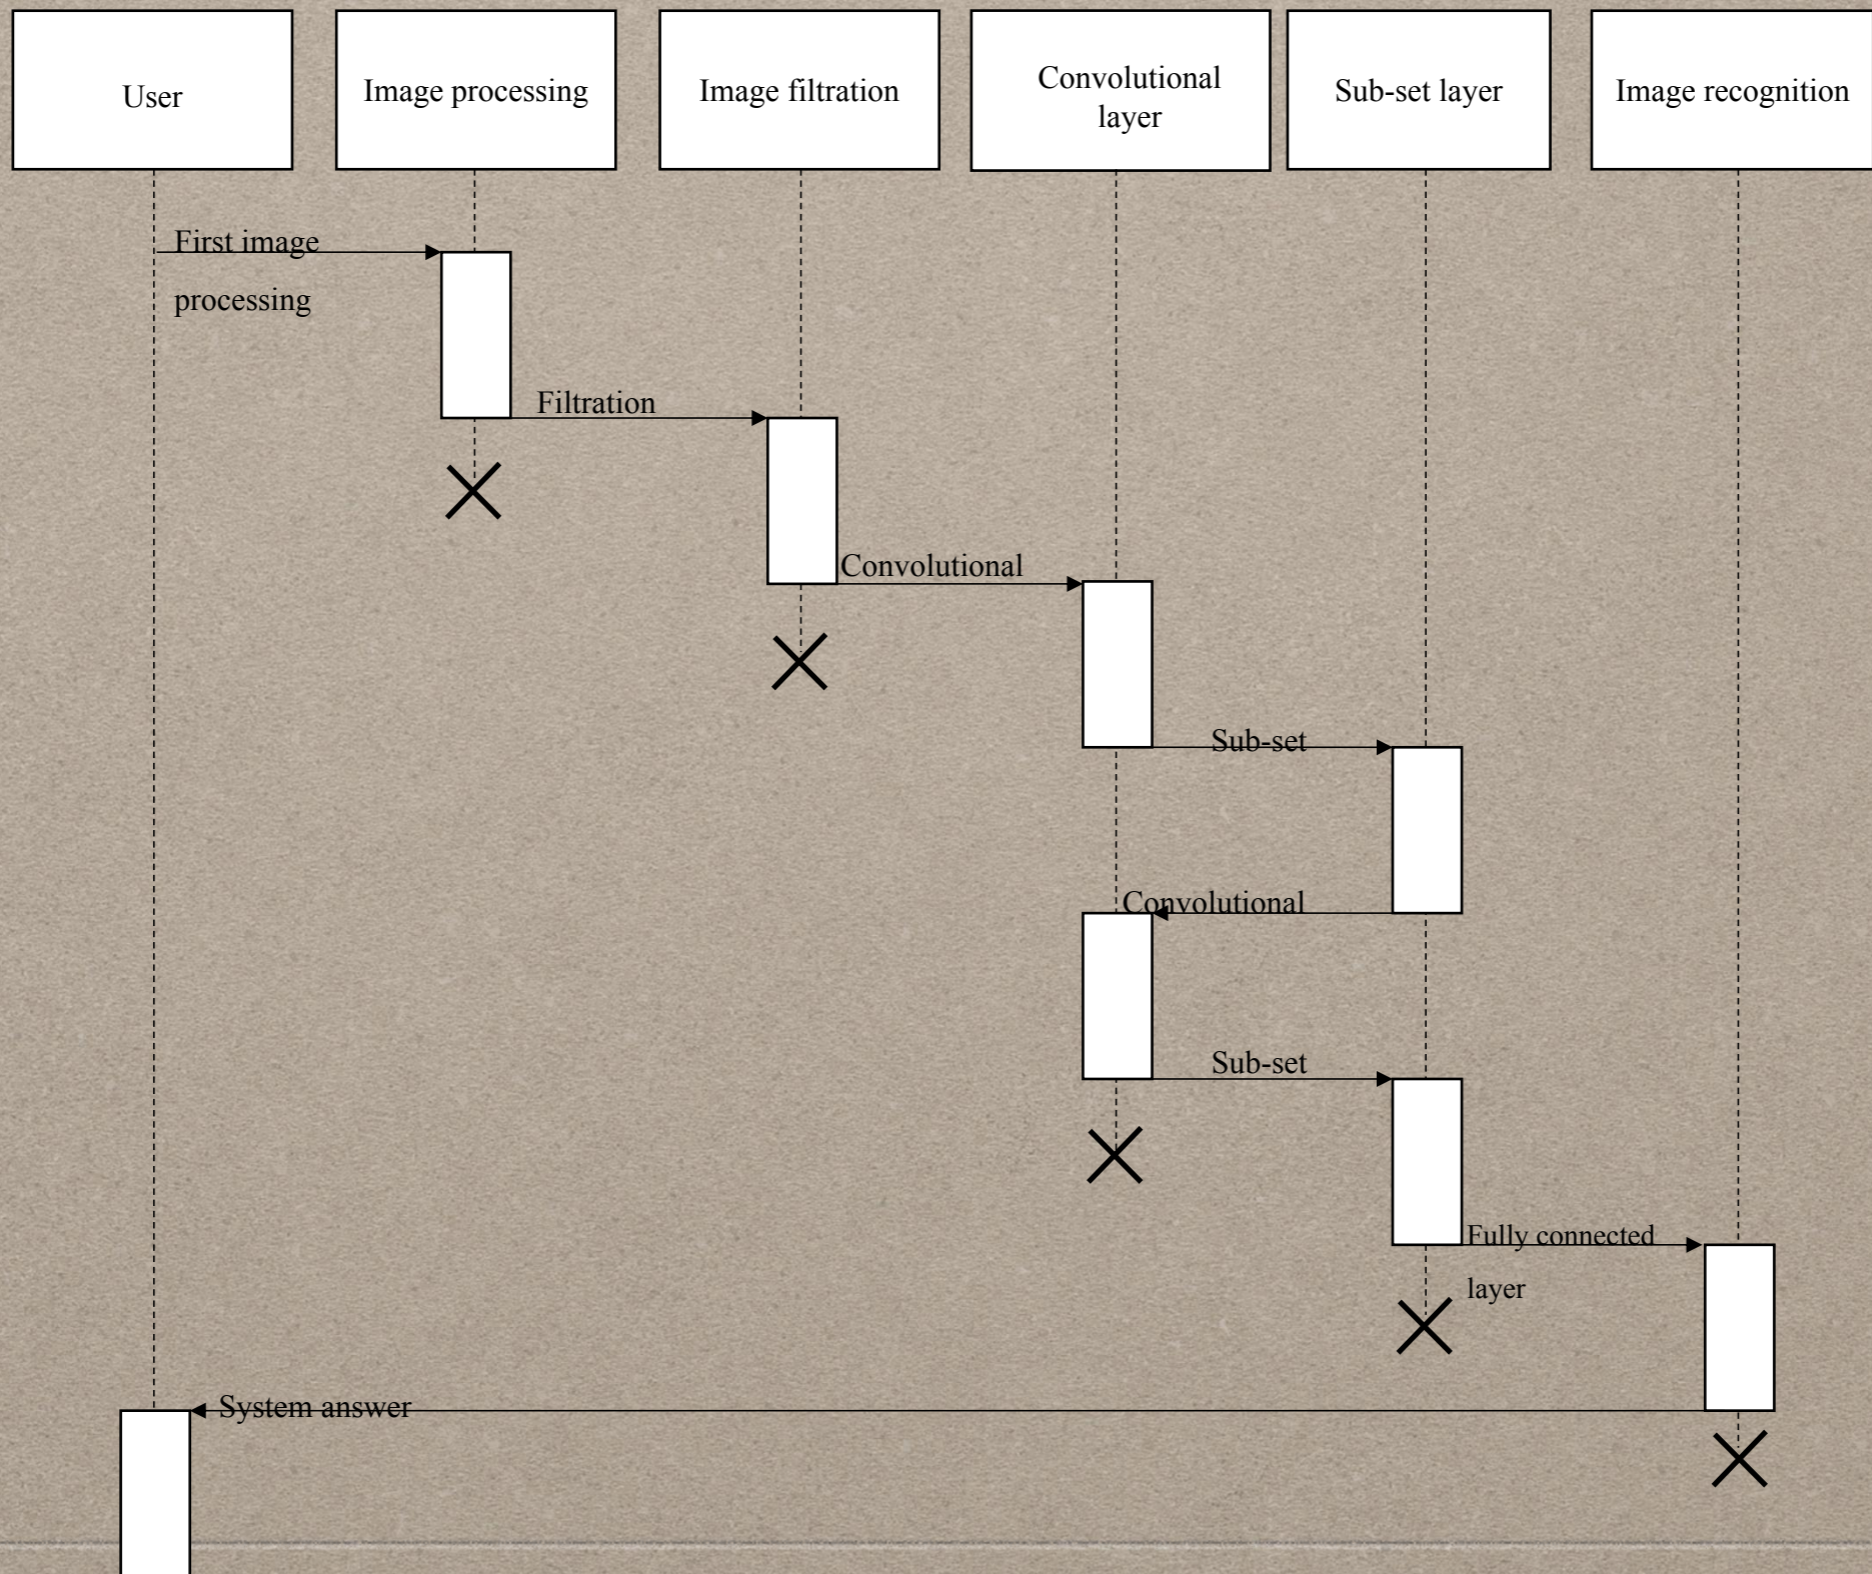 User
Image processing
Image filtration
Convolutional
layer
Sub-set layer
Image recognition
First image
processing
Filtration
Convolutional
Sub-set
Convolutional
Sub-set
Fully connected
layer
System answer